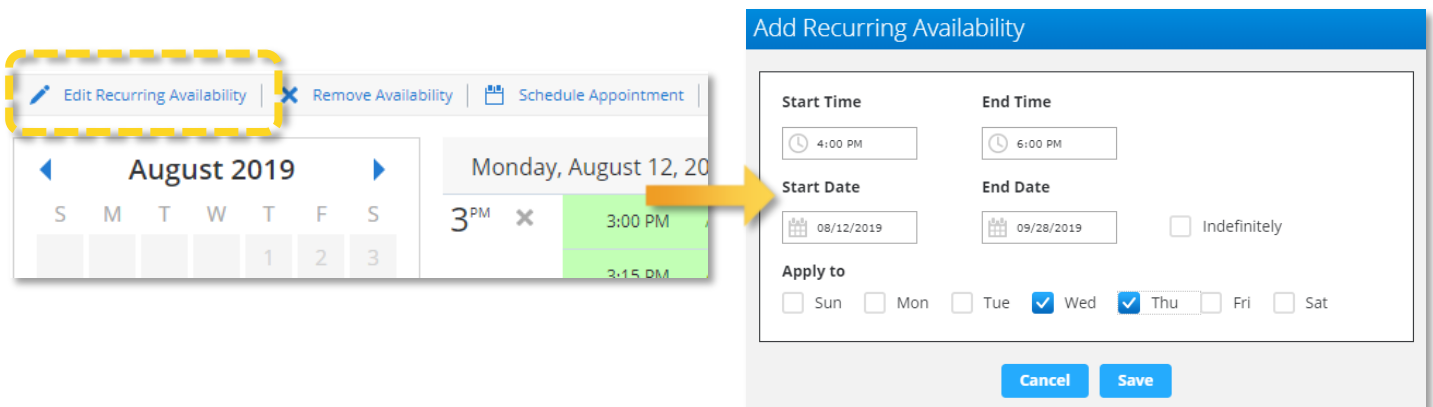 Edit Recurring Availability Remove Availability Schedule Appointment
August 2019
S M T W T F S
1 2 3
Monday, August 12, 20
3 PM 3:00 PM
3:15 PM
Add Recurring Availability
Start Time End Time
4:00 PM 6:00 PM
Start Date End Date
08/12/2019 09/28/2019 Indefinitely
Apply to
Sun Mon Tue Wed Thu Fri Sat
Cancel Save